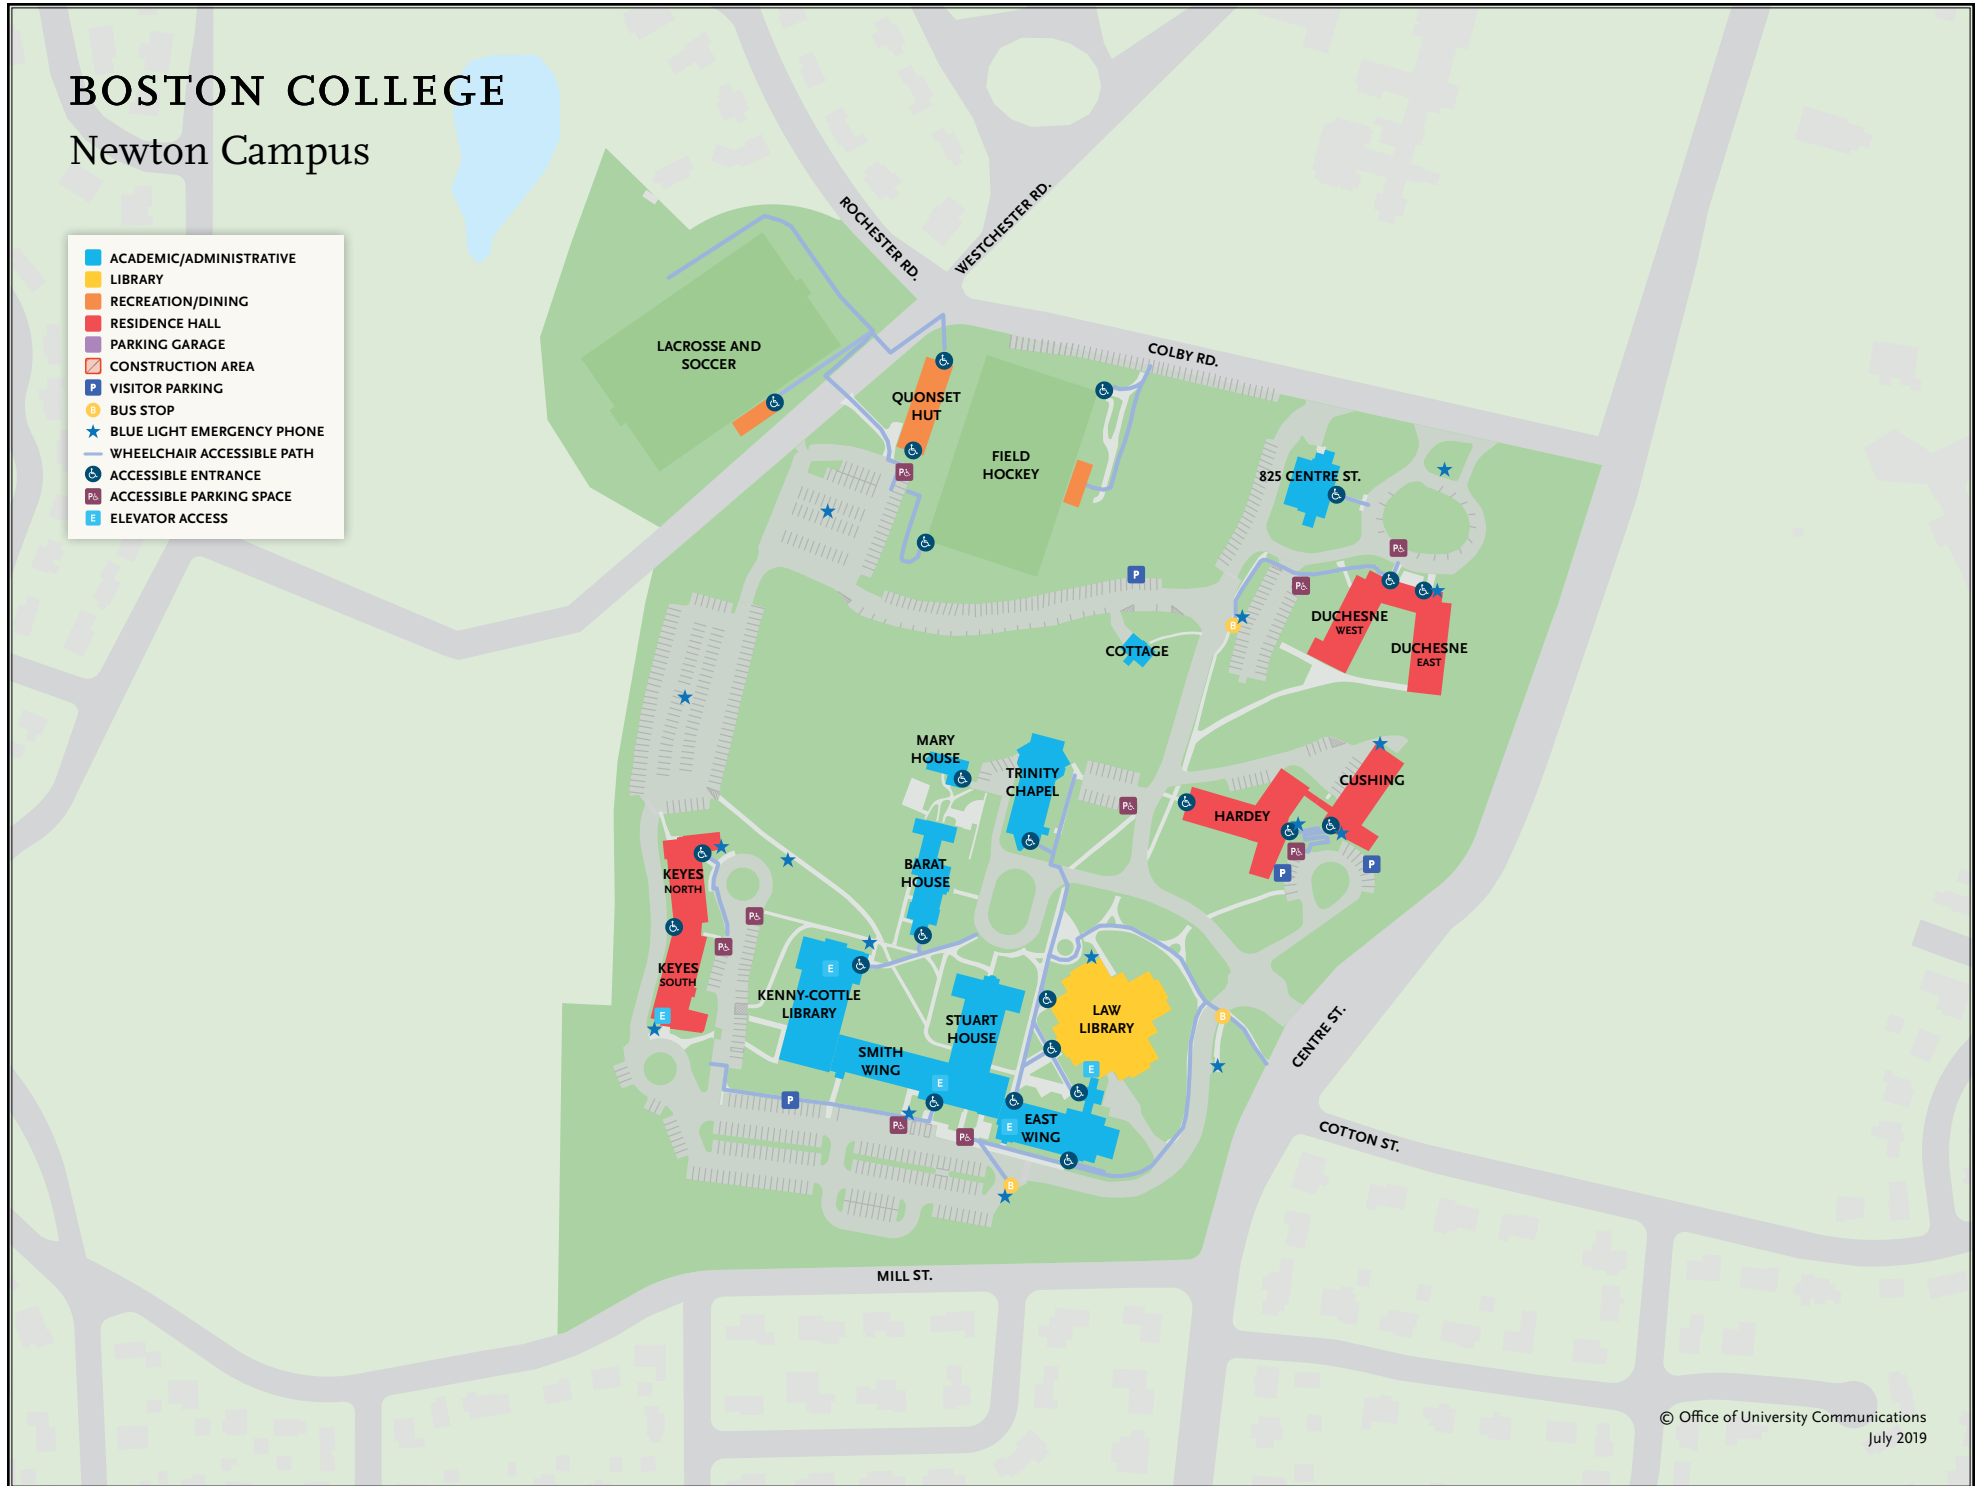 BOSTON COLLEGE
Newton Campus
ACADEMIC/ADMINISTRATIVE
LIBRARY
RECREATION/DINING
RESIDENCE HALL
PARKING GARAGE
CONSTRUCTION AREA
P VISITOR PARKING
B BUS STOP
BLUE LIGHT EMERGENCY PHONE
WHEELCHAIR ACCESSIBLE PATH
ACCESSIBLE ENTRANCE
P ACCESSIBLE PARKING SPACE
E ELEVATOR ACCESS
ROCHESTER RD.
WESTCHESTER RD.
COLBY RD.
LACROSSE AND
SOCCER
QUONSET
HUT
P
FIELD
HOCKEY
825 CENTRE ST.
P
P
P
B
DUCHESNE
WEST
DUCHESNE
EAST
COTTAGE
MARY
HOUSE
TRINITY
CHAPEL
P
CUSHING
HARDEY
P
P
P
BARAT
HOUSE
KEYES
NORTH
P
P
KEYES
SOUTH
E
E
KENNY-COTTLE
LIBRARY
STUART
HOUSE
LAW
LIBRARY
B
SMITH
WING
E
E
P
P
P
E
EAST
WING
B
CENTRE ST.
COTTON ST.
MILL ST.
© Office of University Communications
July 2019